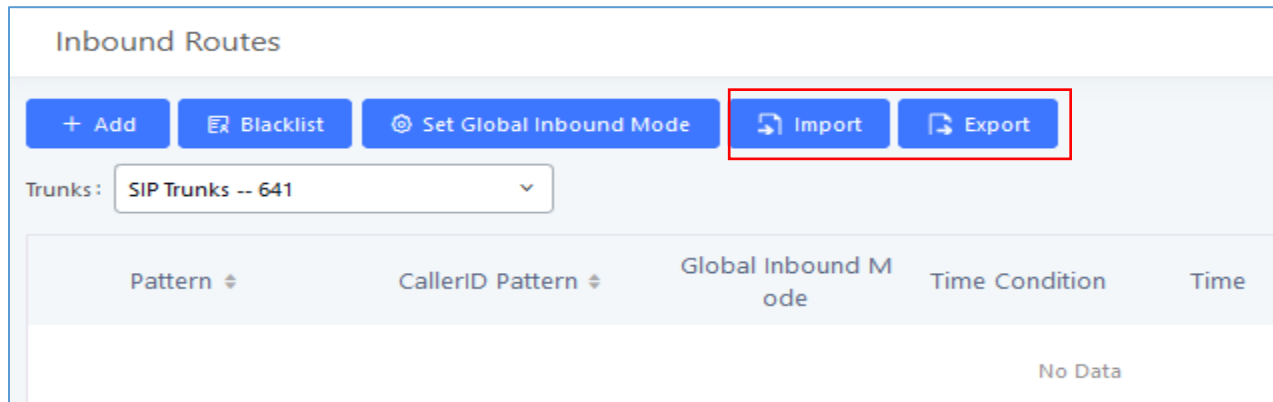 Inbound Routes
+ Add Blacklist Set Global Inbound Mode Import Export
Trunks: SIP Trunks -- 641
Pattern CallerID Pattern Global Inbound M
ode Time Condition Time
No Data